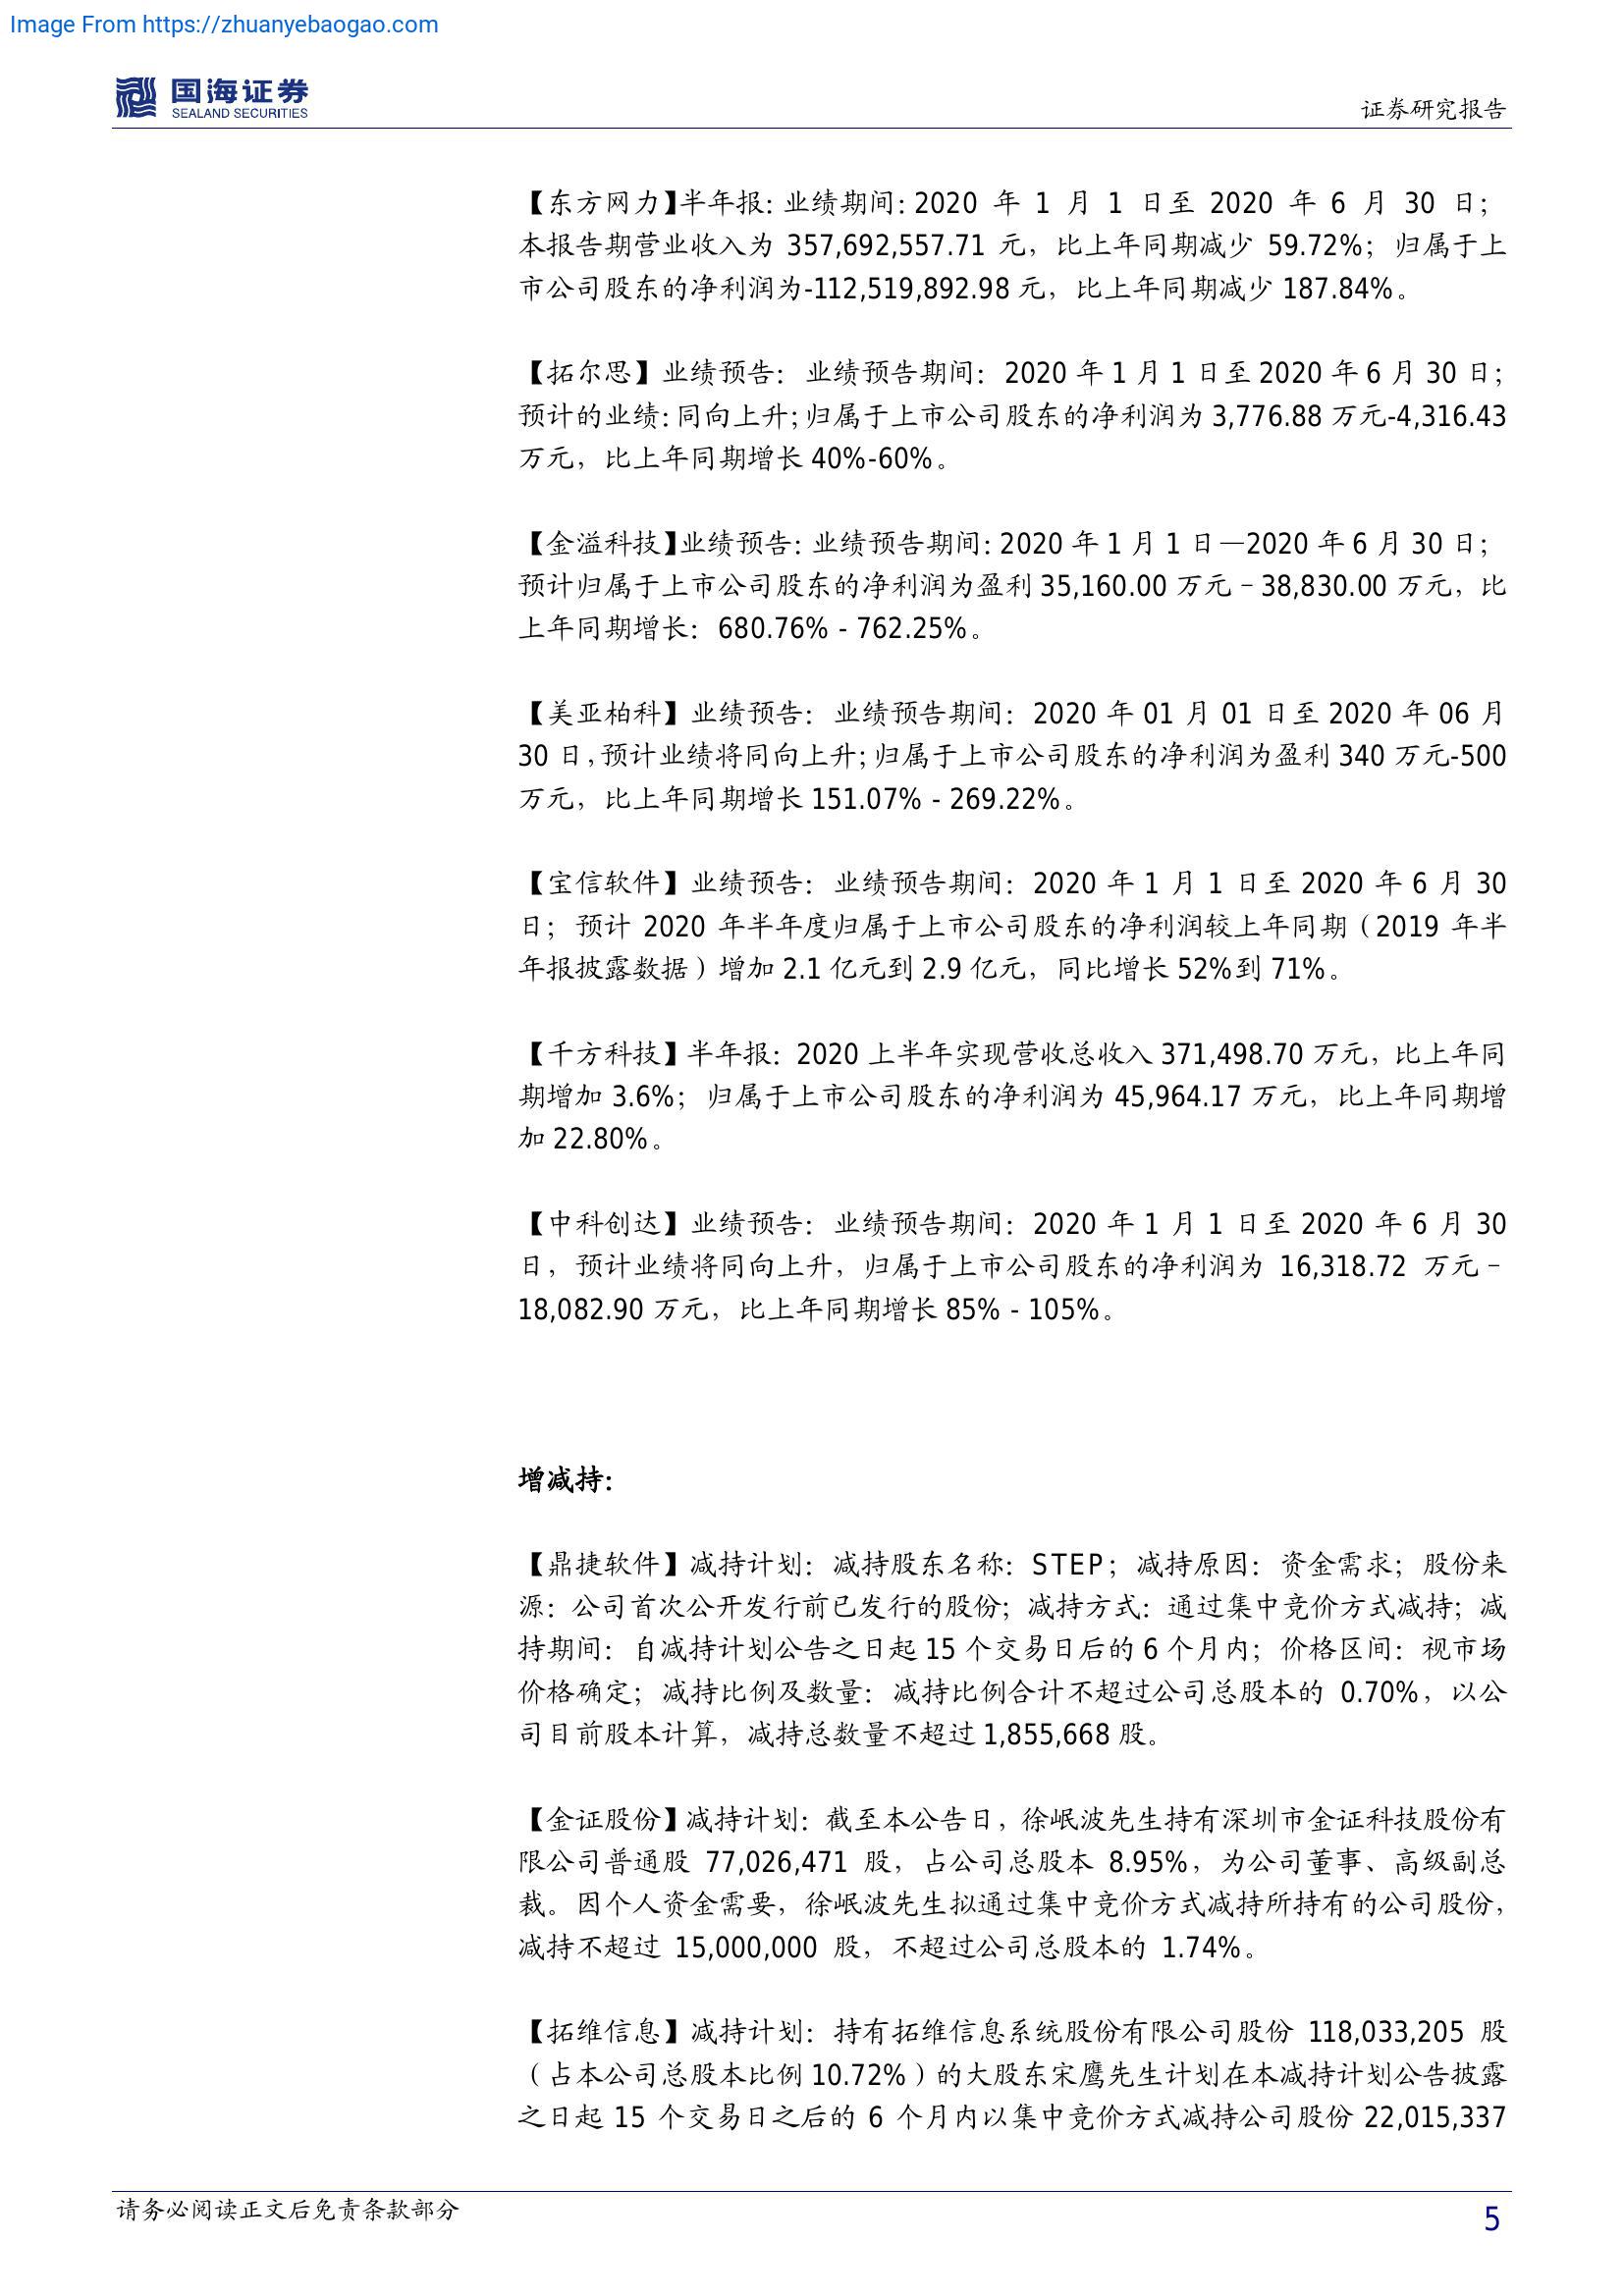 Image From https://zhuanyebaogao.com
国海证券
SEALAND SECURITIES
证券研究报告
【东方网力】半年报：业绩期间：2020 年 1 月 1 日至 2020 年 6 月 30 日；
本报告期营业收入为 357,692,557.71 元，比上年同期减少 59.72%；归属于上
市公司股东的净利润为-112,519,892.98 元，比上年同期减少 187.84%。
【拓尔思】业绩预告：业绩预告期间：2020 年 1 月 1 日至 2020 年 6 月 30 日；
预计的业绩：同向上升；归属于上市公司股东的净利润为 3,776.88 万元-4,316.43
万元，比上年同期增长 40%-60%。
【金溢科技】业绩预告：业绩预告期间：2020 年 1 月 1 日—2020 年 6 月 30 日；
预计归属于上市公司股东的净利润为盈利 35,160.00 万元－38,830.00 万元，比
上年同期增长：680.76% - 762.25%。
【美亚柏科】业绩预告：业绩预告期间：2020 年 01 月 01 日至 2020 年 06 月
30 日，预计业绩将同向上升；归属于上市公司股东的净利润为盈利 340 万元-500
万元，比上年同期增长 151.07% - 269.22%。
【宝信软件】业绩预告：业绩预告期间：2020 年 1 月 1 日至 2020 年 6 月 30
日；预计 2020 年半年度归属于上市公司股东的净利润较上年同期（2019 年半
年报披露数据）增加 2.1 亿元到 2.9 亿元，同比增长 52%到 71%。
【千方科技】半年报：2020 上半年实现营收总收入 371,498.70 万元，比上年同
期增加 3.6%；归属于上市公司股东的净利润为 45,964.17 万元，比上年同期增
加 22.80%。
【中科创达】业绩预告：业绩预告期间：2020 年 1 月 1 日至 2020 年 6 月 30
日，预计业绩将同向上升，归属于上市公司股东的净利润为 16,318.72 万元－
18,082.90 万元，比上年同期增长 85% - 105%。
增减持：
【鼎捷软件】减持计划：减持股东名称：STEP；减持原因：资金需求；股份来
源：公司首次公开发行前已发行的股份；减持方式：通过集中竞价方式减持；减
持期间：自减持计划公告之日起 15 个交易日后的 6 个月内；价格区间：视市场
价格确定；减持比例及数量：减持比例合计不超过公司总股本的 0.70%，以公
司目前股本计算，减持总数量不超过 1,855,668 股。
【金证股份】减持计划：截至本公告日，徐岷波先生持有深圳市金证科技股份有
限公司普通股 77,026,471 股，占公司总股本 8.95%，为公司董事、高级副总
裁。因个人资金需要，徐岷波先生拟通过集中竞价方式减持所持有的公司股份，
减持不超过 15,000,000 股，不超过公司总股本的 1.74%。
【拓维信息】减持计划：持有拓维信息系统股份有限公司股份 118,033,205 股
（占本公司总股本比例 10.72%）的大股东宋鹰先生计划在本减持计划公告披露
之日起 15 个交易日之后的 6 个月内以集中竞价方式减持公司股份 22,015,337
请务必阅读正文后免责条款部分
5